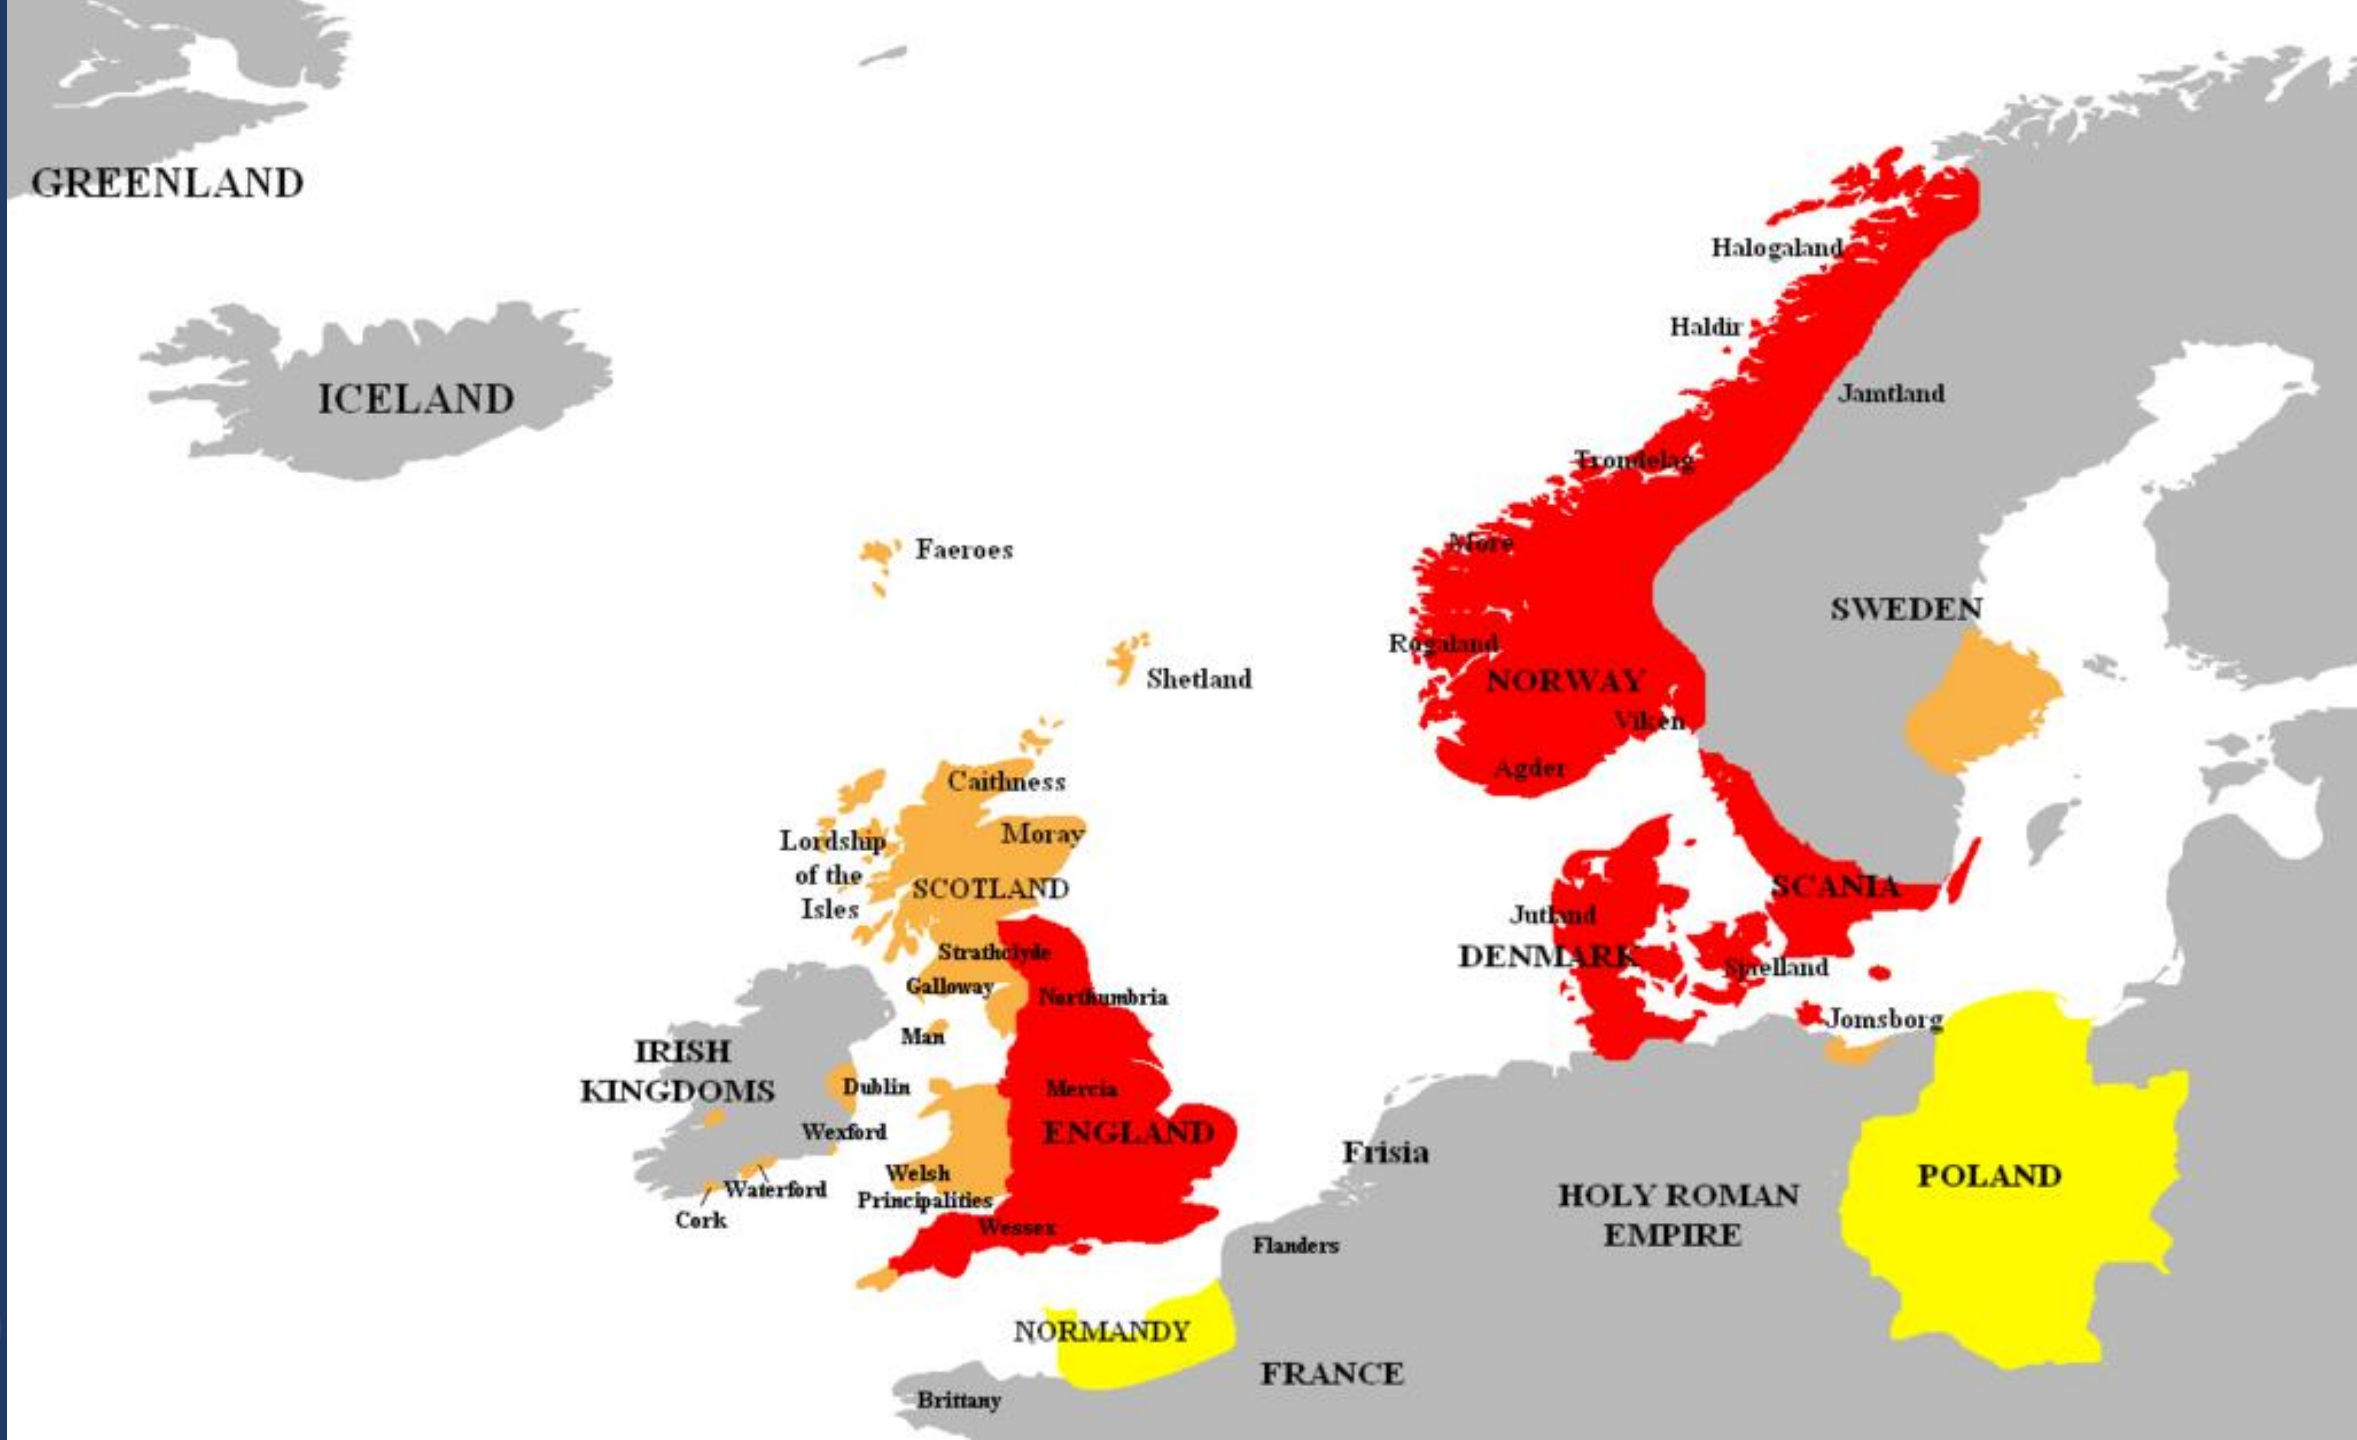 GREENLAND
Halogaland
Haldir
ICELAND
Jamtland
Trondelag
More
Faeroes
SWEDEN
Rogaland
Shetland
NORWAY
Viken
Agder
Caithness
Moray
Lordship
of the
Isles
SCOTLAND
SCANIA
Jutland
Strathclyde
DENMARK
Galloway
Northumbria
Jomsborg
Man
IRISH
KINGDOMS
Dublin
Mercia
Wexford
ENGLAND
Frisia
Welsh
Principalities
POLAND
Waterford
HOLY ROMAN
EMPIRE
Cork
Wessex
Flanders
NORMANDY
FRANCE
Brittany